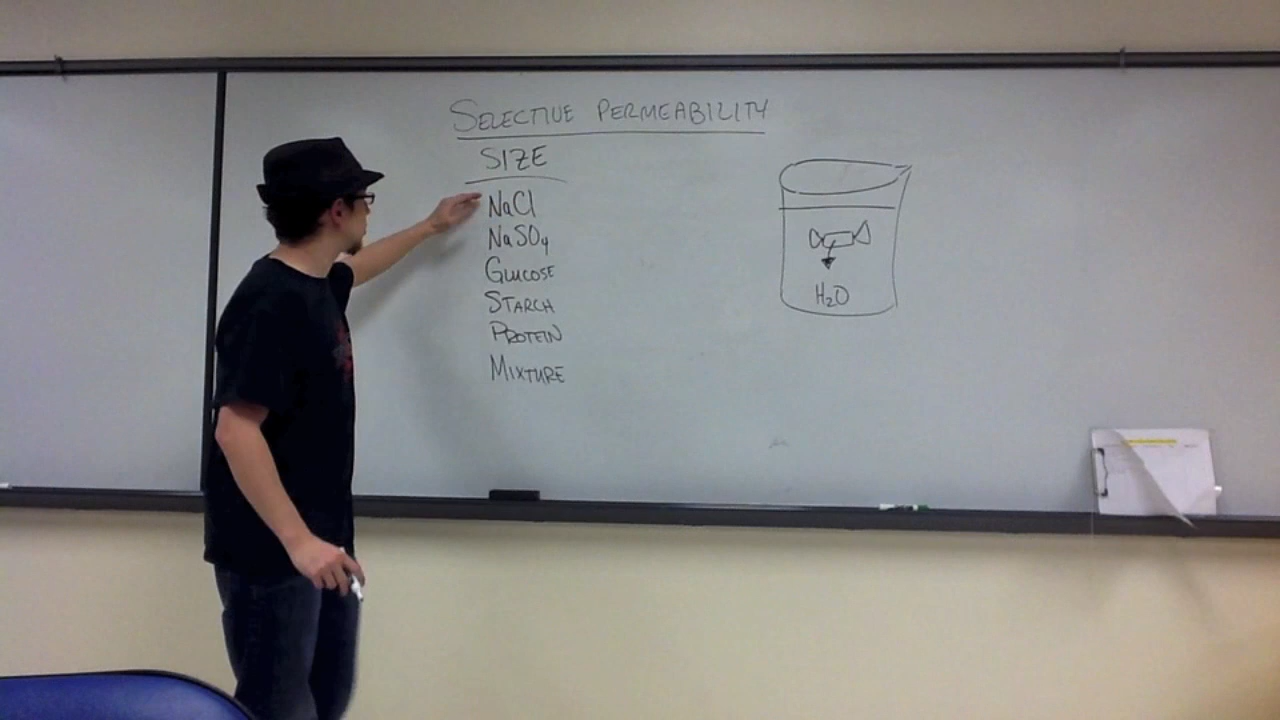 SELECTIVE PERMEABILITY
SIZE
NaCl
NaSO4
GLUCOSE
STARCH
PROTEIN
MIXTURE
H2O